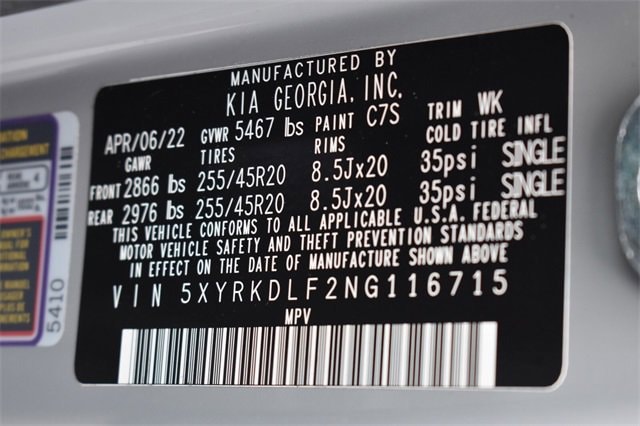 MANUFACTURED BY
KIA GEORGIA, INC.
APR/06/22 GVWR 5467 lbs PAINT C7S TRIM WK
GAWR TIRES RIMS COLD TIRE INFL
FRONT 2866 lbs 255/45R20 8.5Jx20 35psi SINGLE
REAR 2976 lbs 255/45R20 8.5Jx20 35psi SINGLE
THIS VEHICLE CONFORMS TO ALL APPLICABLE U.S.A. FEDERAL
MOTOR VEHICLE SAFETY AND THEFT PREVENTION STANDARDS
IN EFFECT ON THE DATE OF MANUFACTURE SHOWN ABOVE
VIN 5XYRKDLF2NG116715
MPV
5410